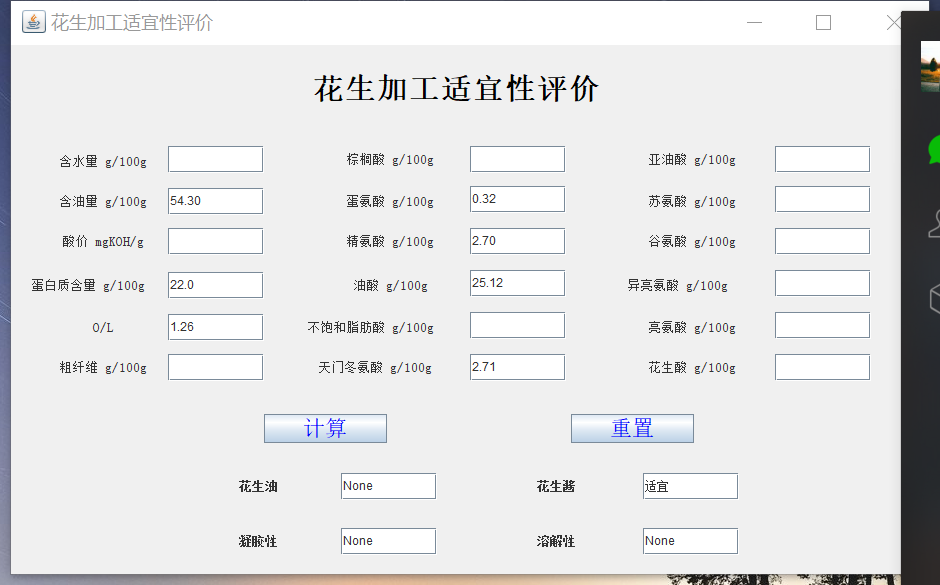 花生加工适宜性评价
花生加工适宜性评价
含水量 g/100g 棕榈酸 g/100g 亚油酸 g/100g
含油量 g/100g 54.30 蛋氨酸 g/100g 0.32 苏氨酸 g/100g
酸价 mgKOH/g 精氨酸 g/100g 2.70 谷氨酸 g/100g
蛋白质含量 g/100g 22.0 油酸 g/100g 25.12 异亮氨酸 g/100g
O/L 1.26 不饱和脂肪酸 g/100g 亮氨酸 g/100g
粗纤维 g/100g 天门冬氨酸 g/100g 2.71 花生酸 g/100g
计算 重置
花生油 None 花生酱 适宜
凝胶性 None 溶解性 None